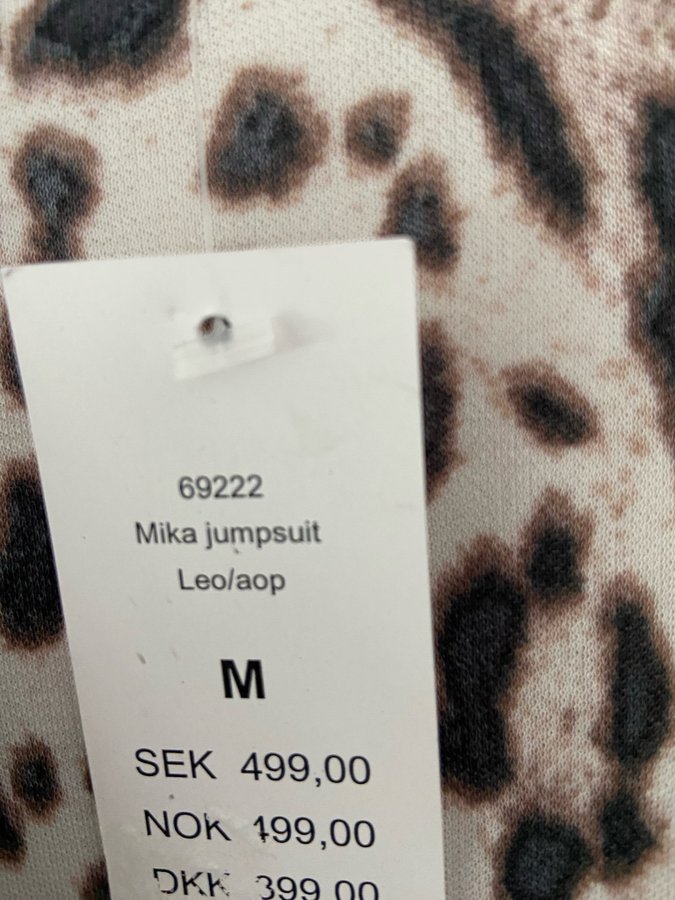 69222
Mika jumpsuit
Leo/aop
M
SEK 499,00
NOK 499,00
DKK 399,00